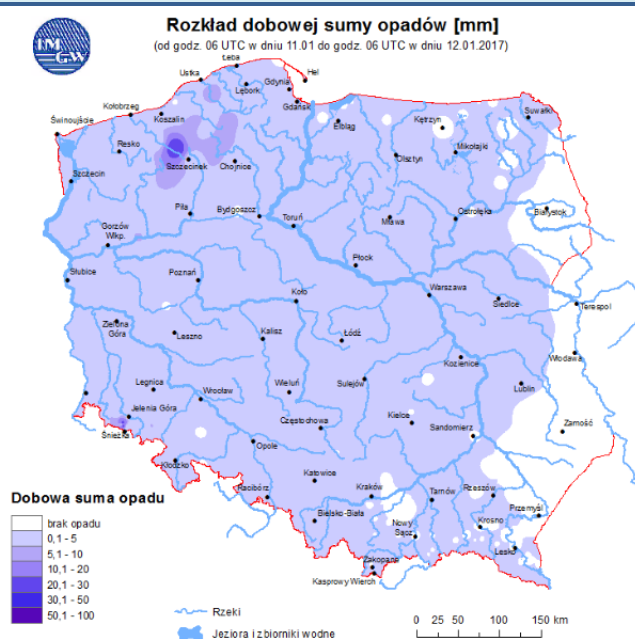 Rozkład dobowej sumy opadów [mm]
(od godz. 06 UTC w dniu 11.01 do godz. 06 UTC w dniu 12.01.2017)
IM
GW
Łeba
Ustka
Hel
Lębork
Gdynia
Kołobrzeg
Koszalin
Gdańsk
Suwałki
Świnoujście
Elbląg
Kętrzyn
Resko
Mikołajki
Szczecinek
Chojnice
Olsztyn
Szczecin
Piła
Bydgoszcz
Toruń
Mława
Ostrołęka
Białystok
Gorzów
Wlkp.
Płock
Słubice
Poznań
Koło
Warszawa
Siedlce
Terespol
Zielona
Góra
Leszno
Kalisz
Łódź
Kozienice
Włodawa
Legnica
Wrocław
Wieluń
Sulejów
Lublin
Jelenia Góra
Śnieżka
Częstochowa
Kielce
Sandomierz
Zamość
Kłodzko
Opole
Racibórz
Katowice
Kraków
Tarnów
Rzeszów
Przemyśl
Bielsko-Biała
Nowy
Sącz
Krosno
Lesko
Zakopane
Kasprowy Wierch
Dobowa suma opadu
brak opadu
0,1 - 5
5,1 - 10
10,1 - 20
20,1 - 30
30,1 - 50
50,1 - 100
Rzeki
Jeziora i zbiorniki wodne
0 25 50 100 150 km